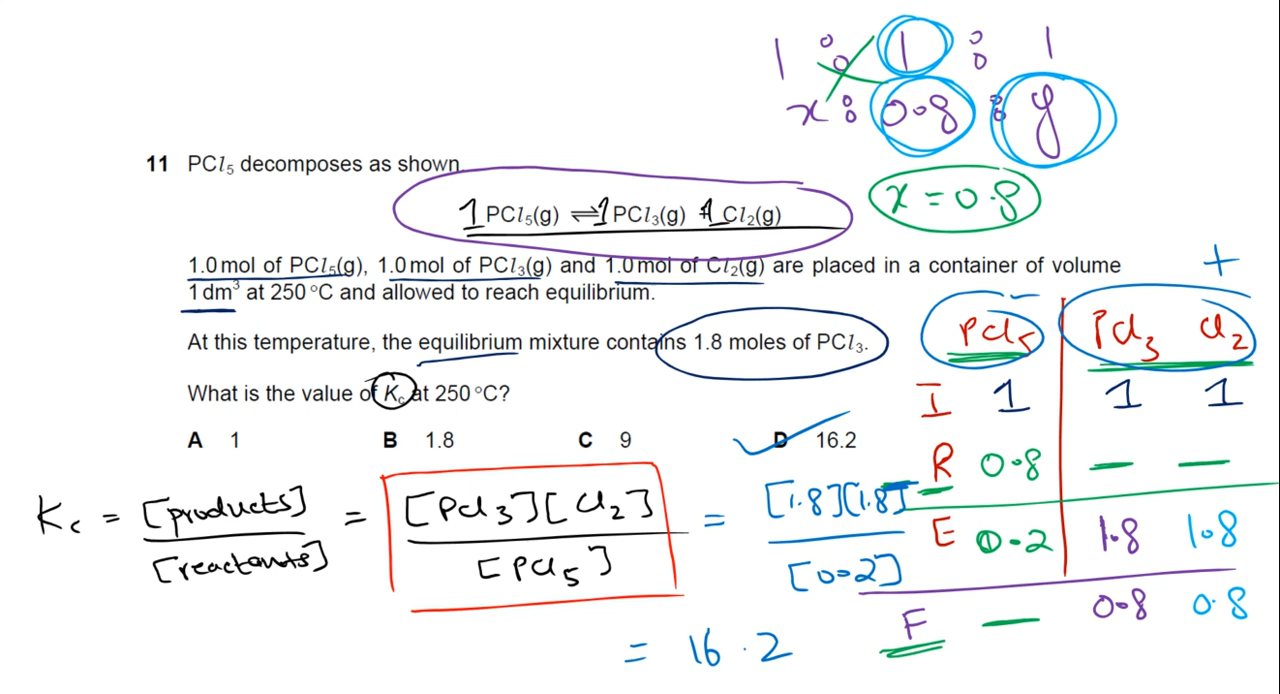 1 : 1 : 1
x : 0.8 : y
x = 0.8
11 PCl5 decomposes as shown.
1 PCl5(g) ⇌ 1 PCl3(g) + 1 Cl2(g)
1.0 mol of PCl5(g), 1.0 mol of PCl3(g) and 1.0 mol of Cl2(g) are placed in a container of volume
1 dm³ at 250 °C and allowed to reach equilibrium.
At this temperature, the equilibrium mixture contains 1.8 moles of PCl3.
What is the value of Kc at 250 °C?
A 1 B 1.8 C 9 D 16.2
Kc = [products] / [reactants] = [PCl3][Cl2] / [PCl5] = [1.8][1.8] / [0.2]
= 16.2
- +
PCl5 PCl3 Cl2
I 1 1 1
R 0.8 — —
E 0.2 1.8 1.8
F — 0.8 0.8